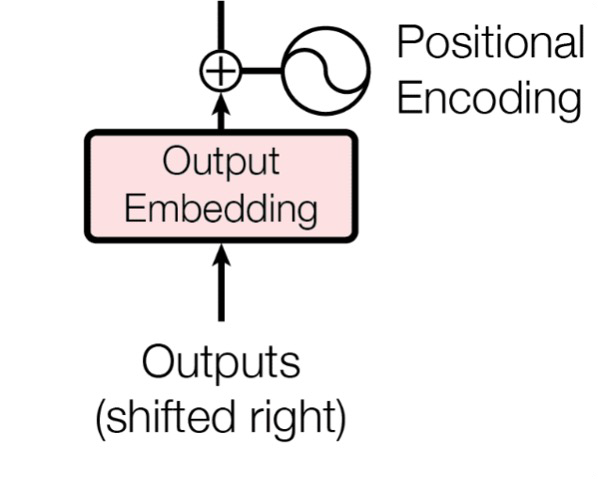 Positional
Encoding
Output
Embedding
Outputs
(shifted right)